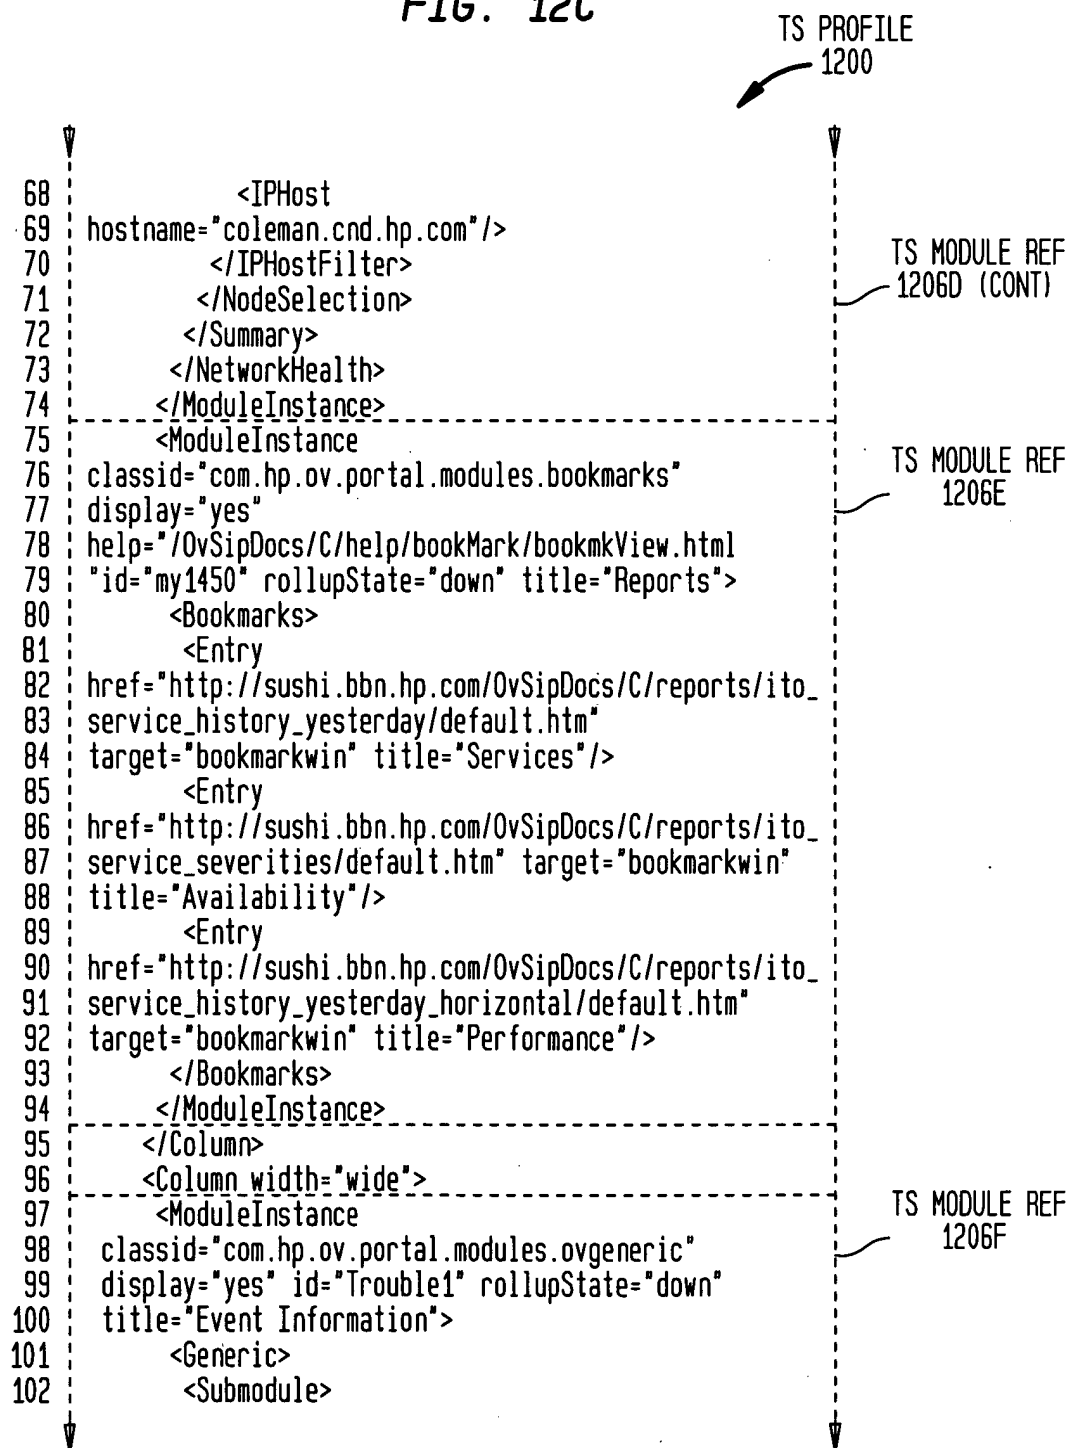 FIG. 12C
TS PROFILE
1200
68 <IPHost
69 hostname="coleman.cnd.hp.com"/>
70 </IPHostFilter>
71 </NodeSelection>
72 </Summary>
73 </NetworkHealth>
74 </ModuleInstance>
TS MODULE REF
1206D (CONT)
75 <ModuleInstance
76 classid="com.hp.ov.portal.modules.bookmarks"
77 display="yes"
78 help="/OvSipDocs/C/help/bookMark/bookmkView.html
79 "id="my1450" rollupState="down" title="Reports">
80 <Bookmarks>
81 <Entry
82 href="http://sushi.bbn.hp.com/OvSipDocs/C/reports/ito_
83 service_history_yesterday/default.htm"
84 target="bookmarkwin" title="Services"/>
85 <Entry
86 href="http://sushi.bbn.hp.com/OvSipDocs/C/reports/ito_
87 service_severities/default.htm" target="bookmarkwin"
88 title="Availability"/>
89 <Entry
90 href="http://sushi.bbn.hp.com/OvSipDocs/C/reports/ito_
91 service_history_yesterday_horizontal/default.htm"
92 target="bookmarkwin" title="Performance"/>
93 </Bookmarks>
94 </ModuleInstance>
TS MODULE REF
1206E
95 </Column>
96 <Column width="wide">
97 <ModuleInstance
98 classid="com.hp.ov.portal.modules.ovgeneric"
99 display="yes" id="Trouble1" rollupState="down"
100 title="Event Information">
101 <Generic>
102 <Submodule>
TS MODULE REF
1206F